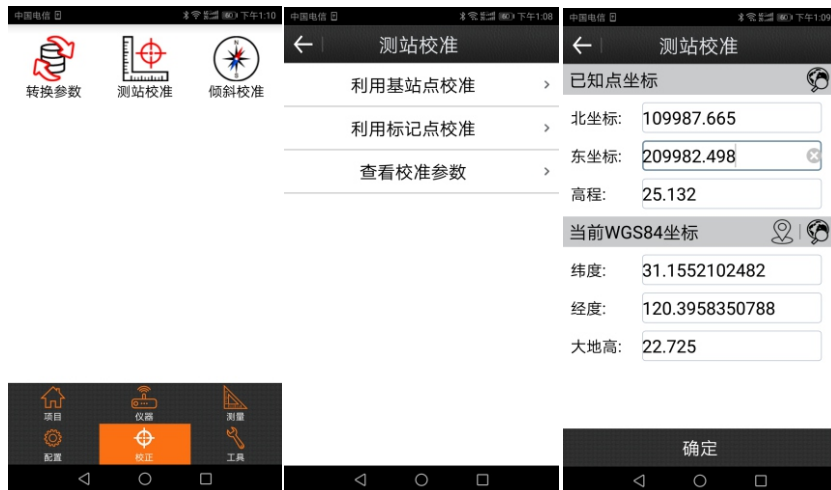 中国电信
下午1:10
转换参数
测站校准
倾斜校准
项目
仪器
测量
配置
校正
工具
中国电信
下午1:08
测站校准
利用基站点校准
利用标记点校准
查看校准参数
中国电信
下午1:09
测站校准
已知点坐标
北坐标: 109987.665
东坐标: 209982.498
高程: 25.132
当前WGS84坐标
纬度: 31.1552102482
经度: 120.3958350788
大地高: 22.725
确定